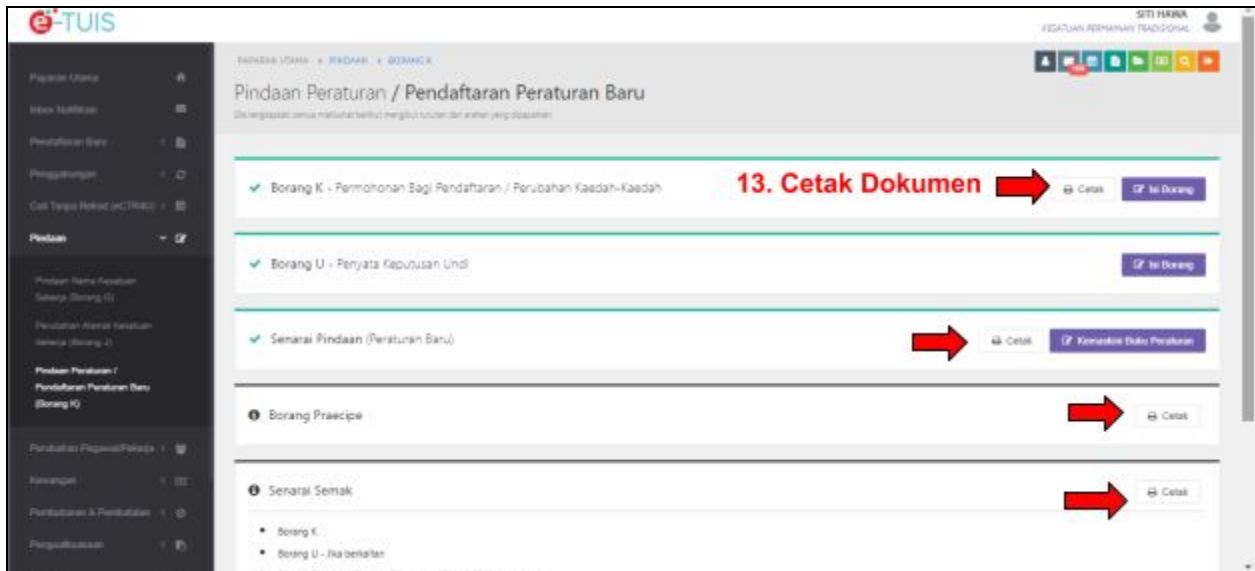 e-TUIS
SITI HAWA
KESATUAN PERMAINAN TRADISIONAL
PAPARAN UTAMA PINDAAN BORANG K
Pindaan Peraturan / Pendaftaran Peraturan Baru
Paparan Utama
Inbox Notifikasi
Pendaftaran Baru
Penggabungan
Pindaan
Pindaan Nama Kesatuan
Sekerja (Borang G)
Perubahan Alamat Kesatuan
Sekerja (Borang J)
Pindaan Peraturan /
Pendaftaran Peraturan Baru
(Borang K)
Perubahan Pegawai/Pekerja
Kewangan
Pembubaran & Pembatalan
Penguatkuasaan
Borang K - Permohonan Bagi Pendaftaran / Perubahan Kaedah-Kaedah
13. Cetak Dokumen
Cetak
Isi Borang
Borang U - Penyata Keputusan Undi
Isi Borang
Senarai Pindaan (Peraturan Baru)
Cetak
Kemaskini Buku Peraturan
Borang Praecipe
Cetak
Senarai Semak
Cetak
Borang K
Borang U - Jika berkaitan